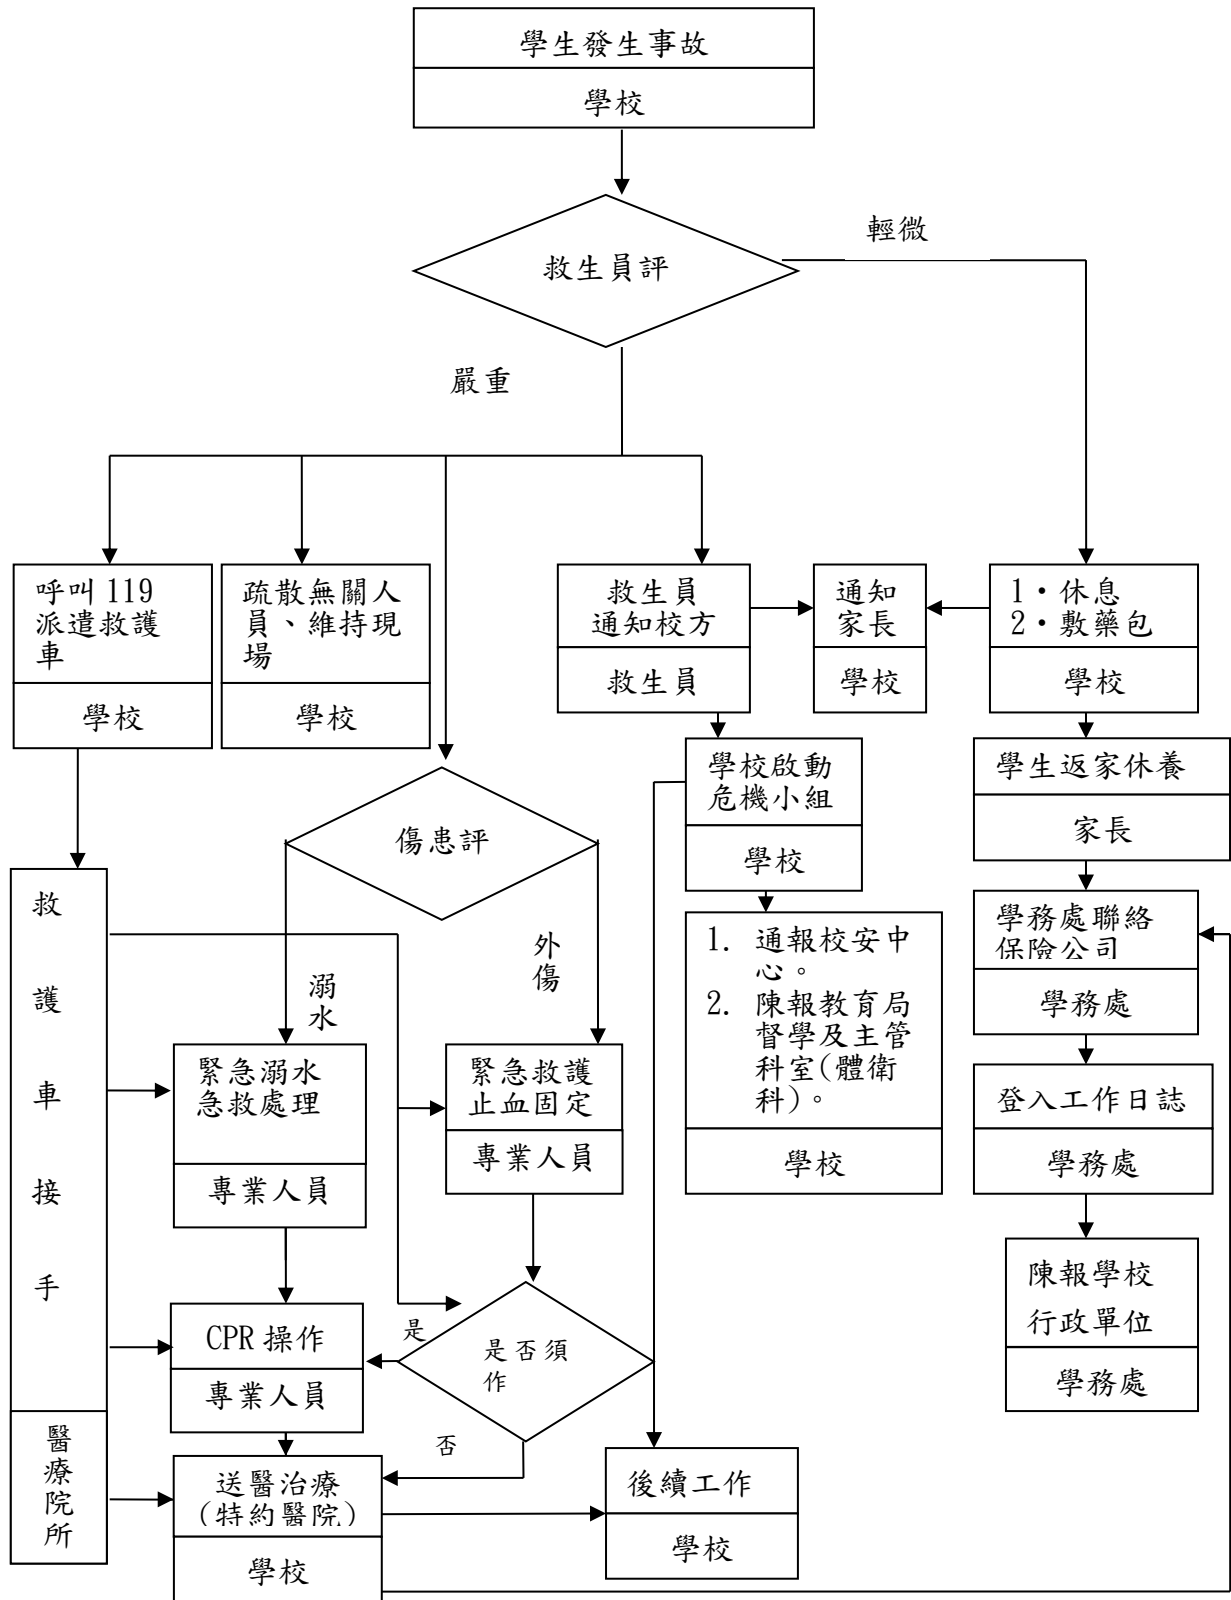 學生發生事故
學校
救生員評
輕微
嚴重
呼叫 119
派遣救護
車
學校
疏散無關人
員、維持現
場
學校
救生員
通知校方
救生員
通知
家長
學校
1・休息
2・敷藥包
學校
學校啟動
危機小組
學校
學生返家休養
家長
傷患評
溺
水
外
傷
救
護
車
接
手
醫
療
院
所
1. 通報校安中
心。
2. 陳報教育局
督學及主管
科室(體衛
科)。
學校
學務處聯絡
保險公司
學務處
緊急溺水
急救處理
專業人員
緊急救護
止血固定
專業人員
登入工作日誌
學務處
陳報學校
行政單位
學務處
CPR 操作
專業人員
是
是否須
作
否
送醫治療
(特約醫院)
學校
後續工作
學校